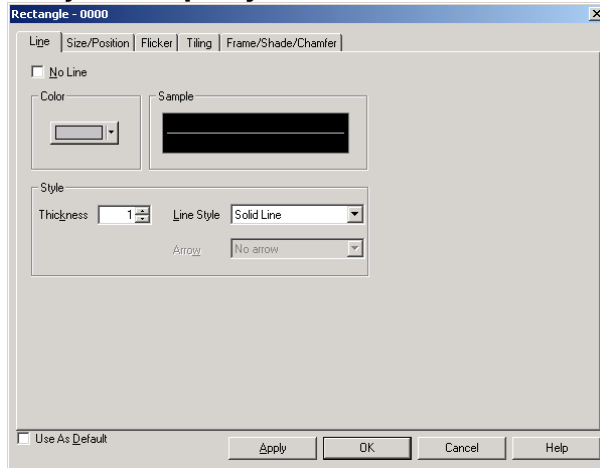 Rectangle - 0000
Line Size/Position Flicker Tiling Frame/Shade/Chamfer
No Line
Color
Sample
Style
Thickness 1 Line Style Solid Line
Arrow No arrow
Use As Default
Apply OK Cancel Help